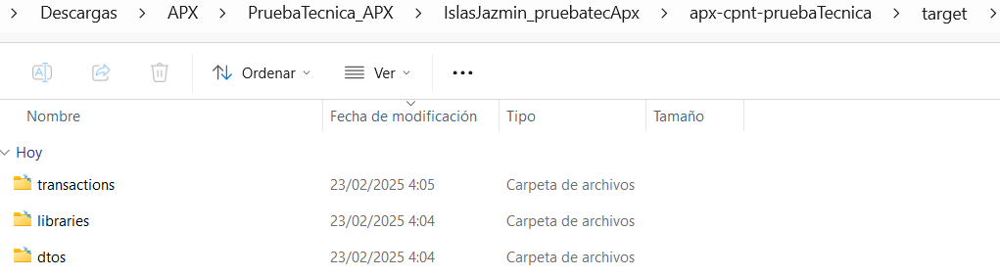 Descargas > APX > PruebaTecnica_APX > IslasJazmin_pruebatecApx > apx-cpnt-pruebaTecnica > target >
Ordenar Ver ...
Nombre Fecha de modificación Tipo Tamaño
Hoy
transactions 23/02/2025 4:05 Carpeta de archivos
libraries 23/02/2025 4:04 Carpeta de archivos
dtos 23/02/2025 4:04 Carpeta de archivos